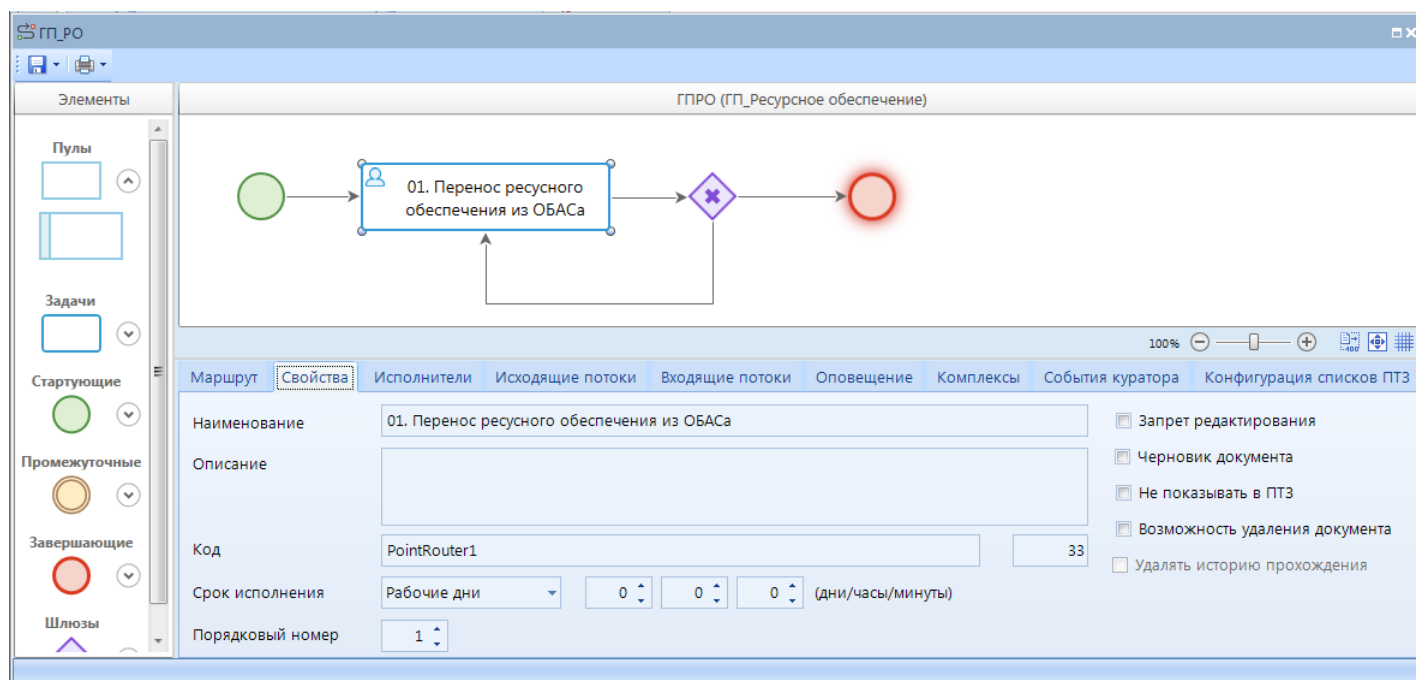 ГП_РО
Элементы
ГПРО (ГП_Ресурсное обеспечение)
Пулы
Задачи
Стартующие
Промежуточные
Завершающие
Шлюзы
01. Перенос ресусного
обеспечения из ОБАСа
100%
Маршрут Свойства Исполнители Исходящие потоки Входящие потоки Оповещение Комплексы События куратора Конфигурация списков ПТЗ
Наименование 01. Перенос ресусного обеспечения из ОБАСа
Описание
Код PointRouter1 33
Срок исполнения Рабочие дни 0 0 0 (дни/часы/минуты)
Порядковый номер 1
Запрет редактирования
Черновик документа
Не показывать в ПТЗ
Возможность удаления документа
Удалять историю прохождения